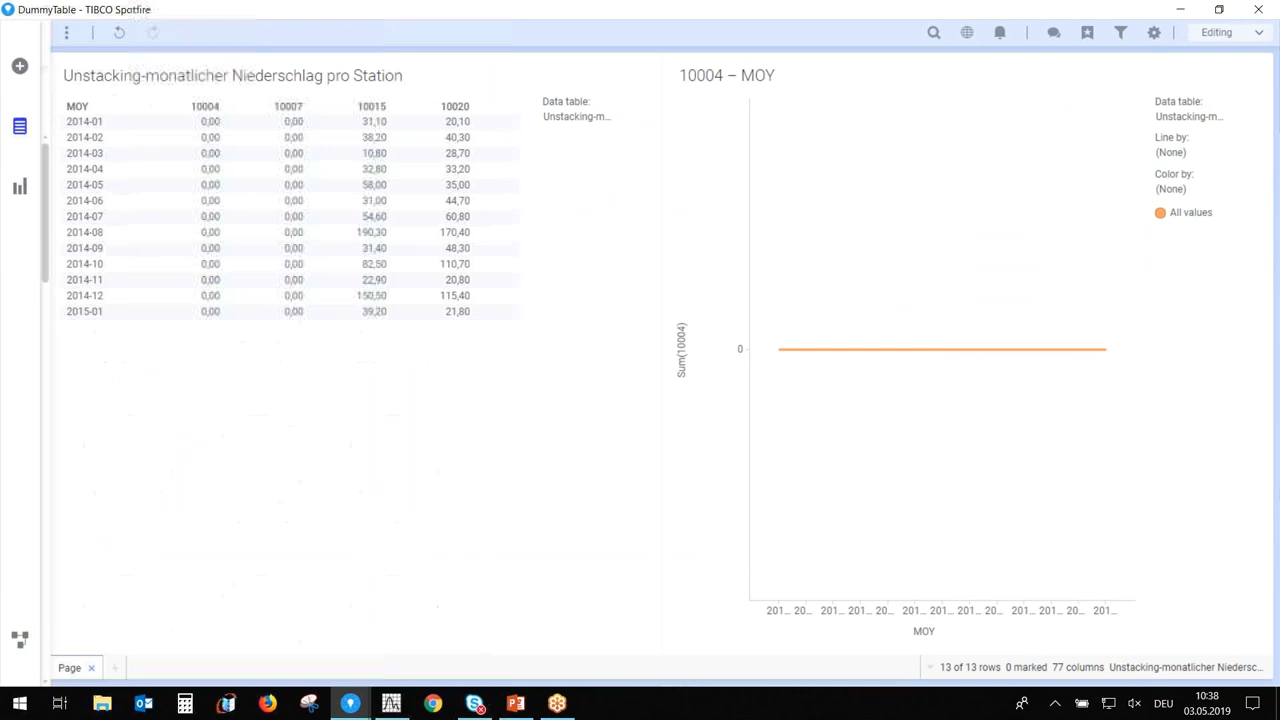 DummyTable - TIBCO Spotfire
Editing
Unstacking-monatlicher Niederschlag pro Station
MOY 10004 10007 10015 10020
2014-01 0,00 0,00 31,10 20,10
2014-02 0,00 0,00 38,20 40,30
2014-03 0,00 0,00 10,80 28,70
2014-04 0,00 0,00 32,80 33,20
2014-05 0,00 0,00 58,00 35,00
2014-06 0,00 0,00 31,00 44,70
2014-07 0,00 0,00 54,60 60,80
2014-08 0,00 0,00 190,30 170,40
2014-09 0,00 0,00 31,40 48,30
2014-10 0,00 0,00 82,50 110,70
2014-11 0,00 0,00 22,90 20,80
2014-12 0,00 0,00 150,50 115,40
2015-01 0,00 0,00 39,20 21,80
Data table:
Unstacking-m...
10004 – MOY
Sum(10004)
0
201... 20... 201... 201... 20... 201... 201... 201... 20... 201... 201... 20... 201...
MOY
Data table:
Unstacking-m...
Line by:
(None)
Color by:
(None)
All values
Page
13 of 13 rows 0 marked 77 columns Unstacking-monatlicher Niedersc...
DEU
10:38
03.05.2019